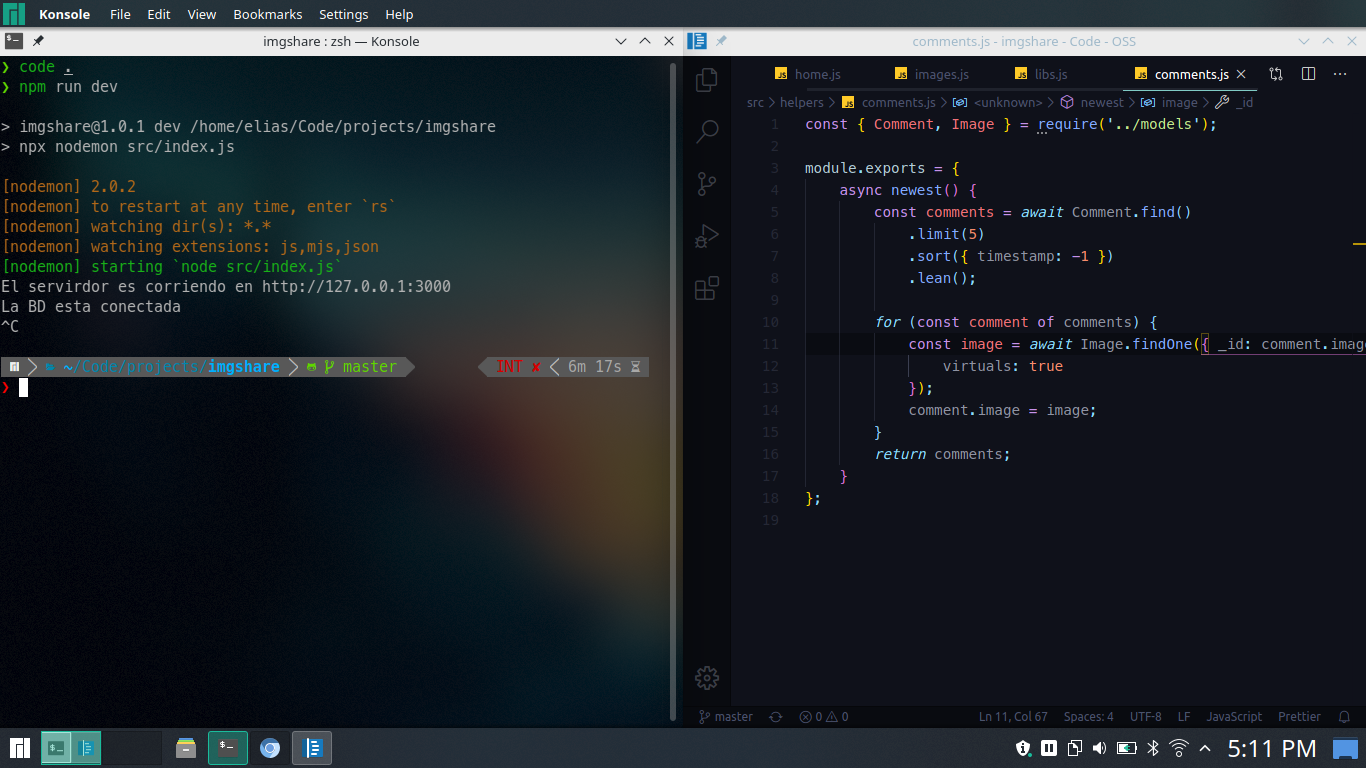 Konsole File Edit View Bookmarks Settings Help
imgshare : zsh — Konsole
❯ code .
❯ npm run dev
> imgshare@1.0.1 dev /home/elias/Code/projects/imgshare
> npx nodemon src/index.js
[nodemon] 2.0.2
[nodemon] to restart at any time, enter `rs`
[nodemon] watching dir(s): *.*
[nodemon] watching extensions: js,mjs,json
[nodemon] starting `node src/index.js`
El servirdor es corriendo en http://127.0.0.1:3000
La BD esta conectada
^C
~/Code/projects/imgshare master INT ✘ 6m 17s
❯
comments.js - imgshare - Code - OSS
JS home.js JS images.js JS libs.js JS comments.js
src > helpers > JS comments.js > <unknown> > newest > image > _id
1 const { Comment, Image } = require('../models');
2
3 module.exports = {
4 async newest() {
5 const comments = await Comment.find()
6 .limit(5)
7 .sort({ timestamp: -1 })
8 .lean();
9
10 for (const comment of comments) {
11 const image = await Image.findOne({ _id: comment.imag
12 virtuals: true
13 });
14 comment.image = image;
15 }
16 return comments;
17 }
18 };
19
master 0 0 Ln 11, Col 67 Spaces: 4 UTF-8 LF JavaScript Prettier
5:11 PM